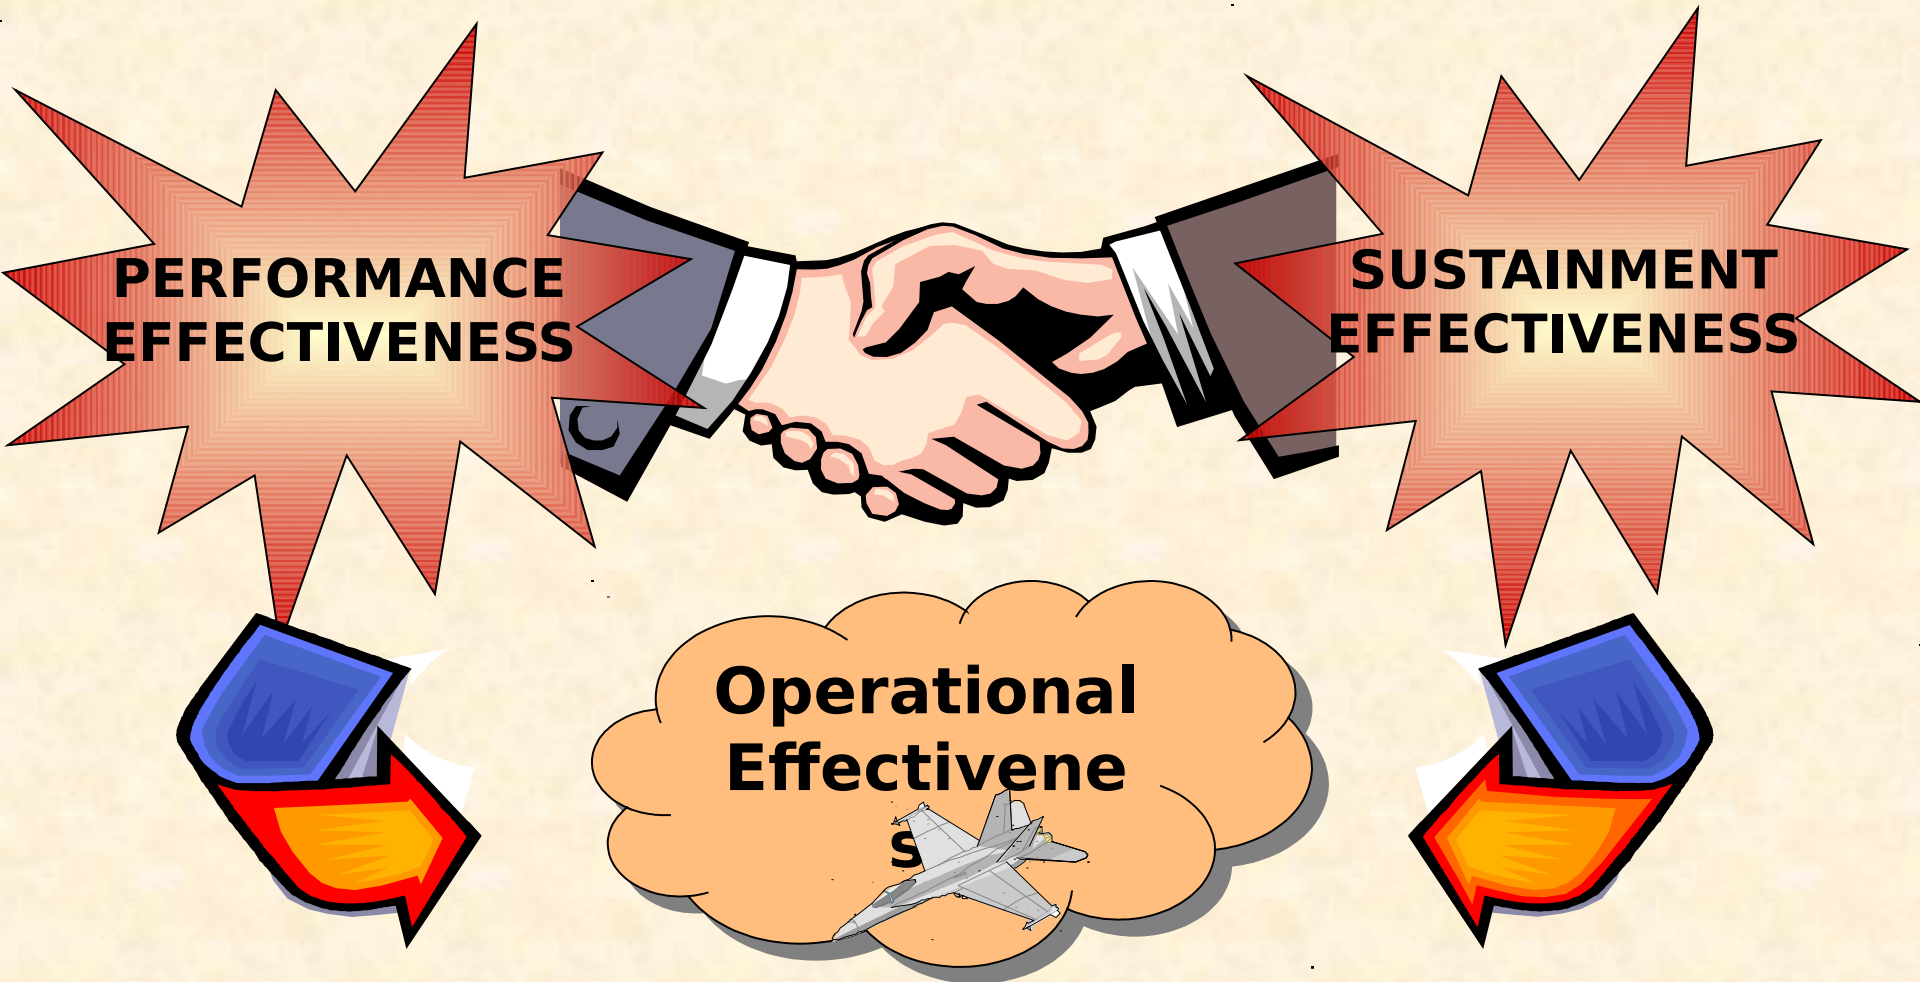 PERFORMANCE
EFFECTIVENESS
SUSTAINMENT
EFFECTIVENESS
Operational
Effectivene
s